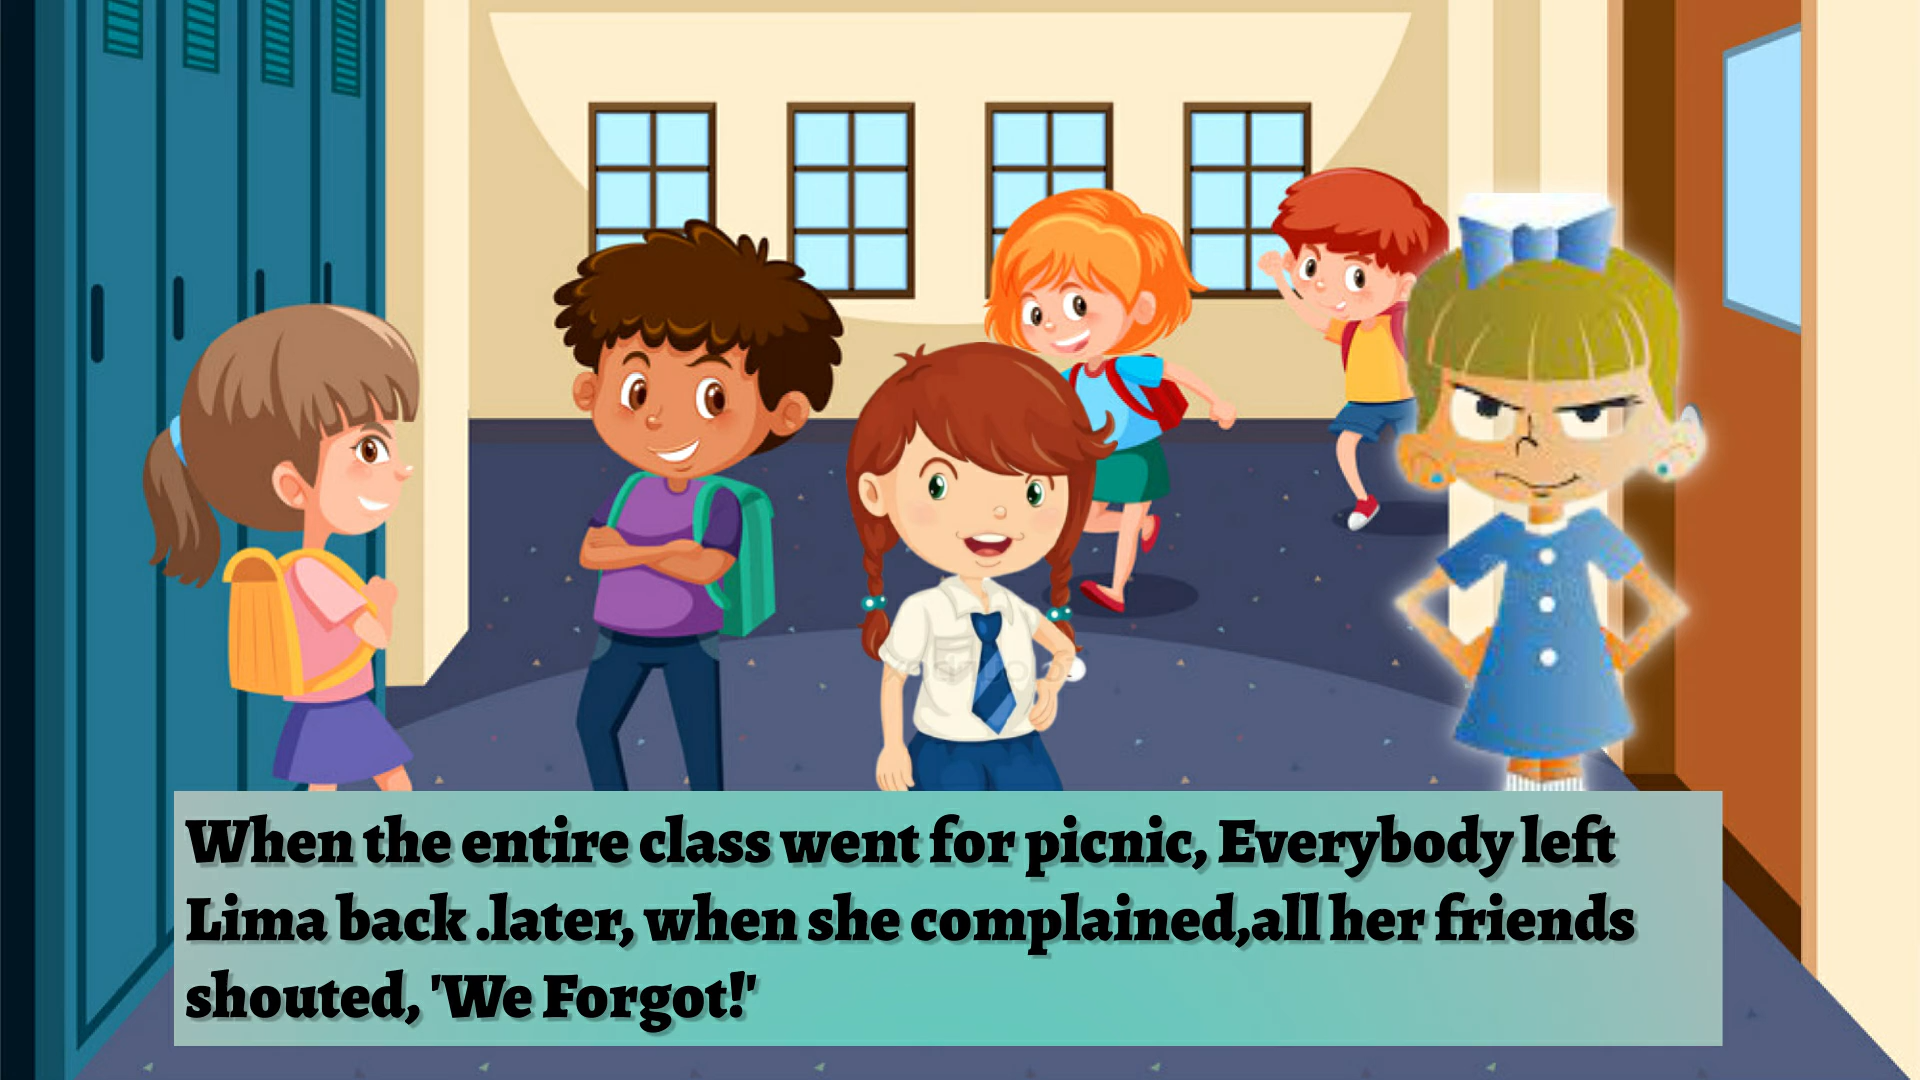 When the entire class went for picnic, Everybody left
Lima back .later, when she complained,all her friends
shouted, 'We Forgot!'